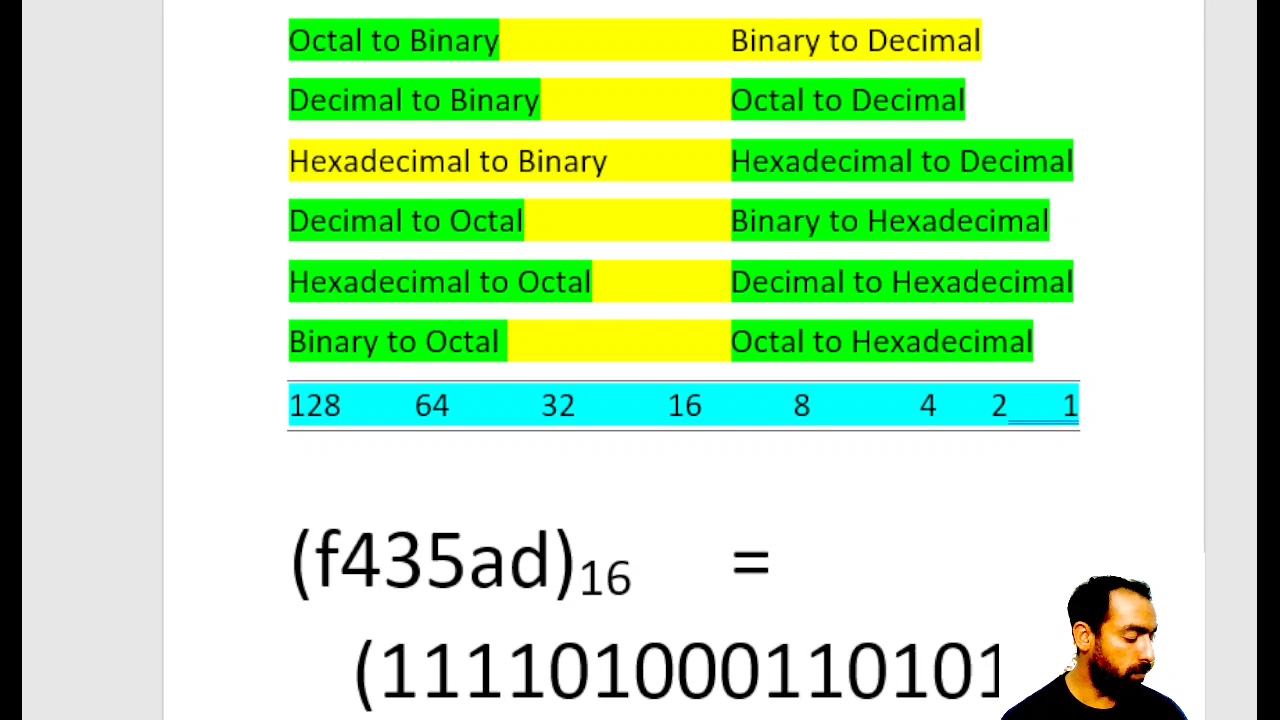 Octal to Binary Binary to Decimal
Decimal to Binary Octal to Decimal
Hexadecimal to Binary Hexadecimal to Decimal
Decimal to Octal Binary to Hexadecimal
Hexadecimal to Octal Decimal to Hexadecimal
Binary to Octal Octal to Hexadecimal
128 64 32 16 8 4 2 1
(f435ad)16 =
(1111010000110101